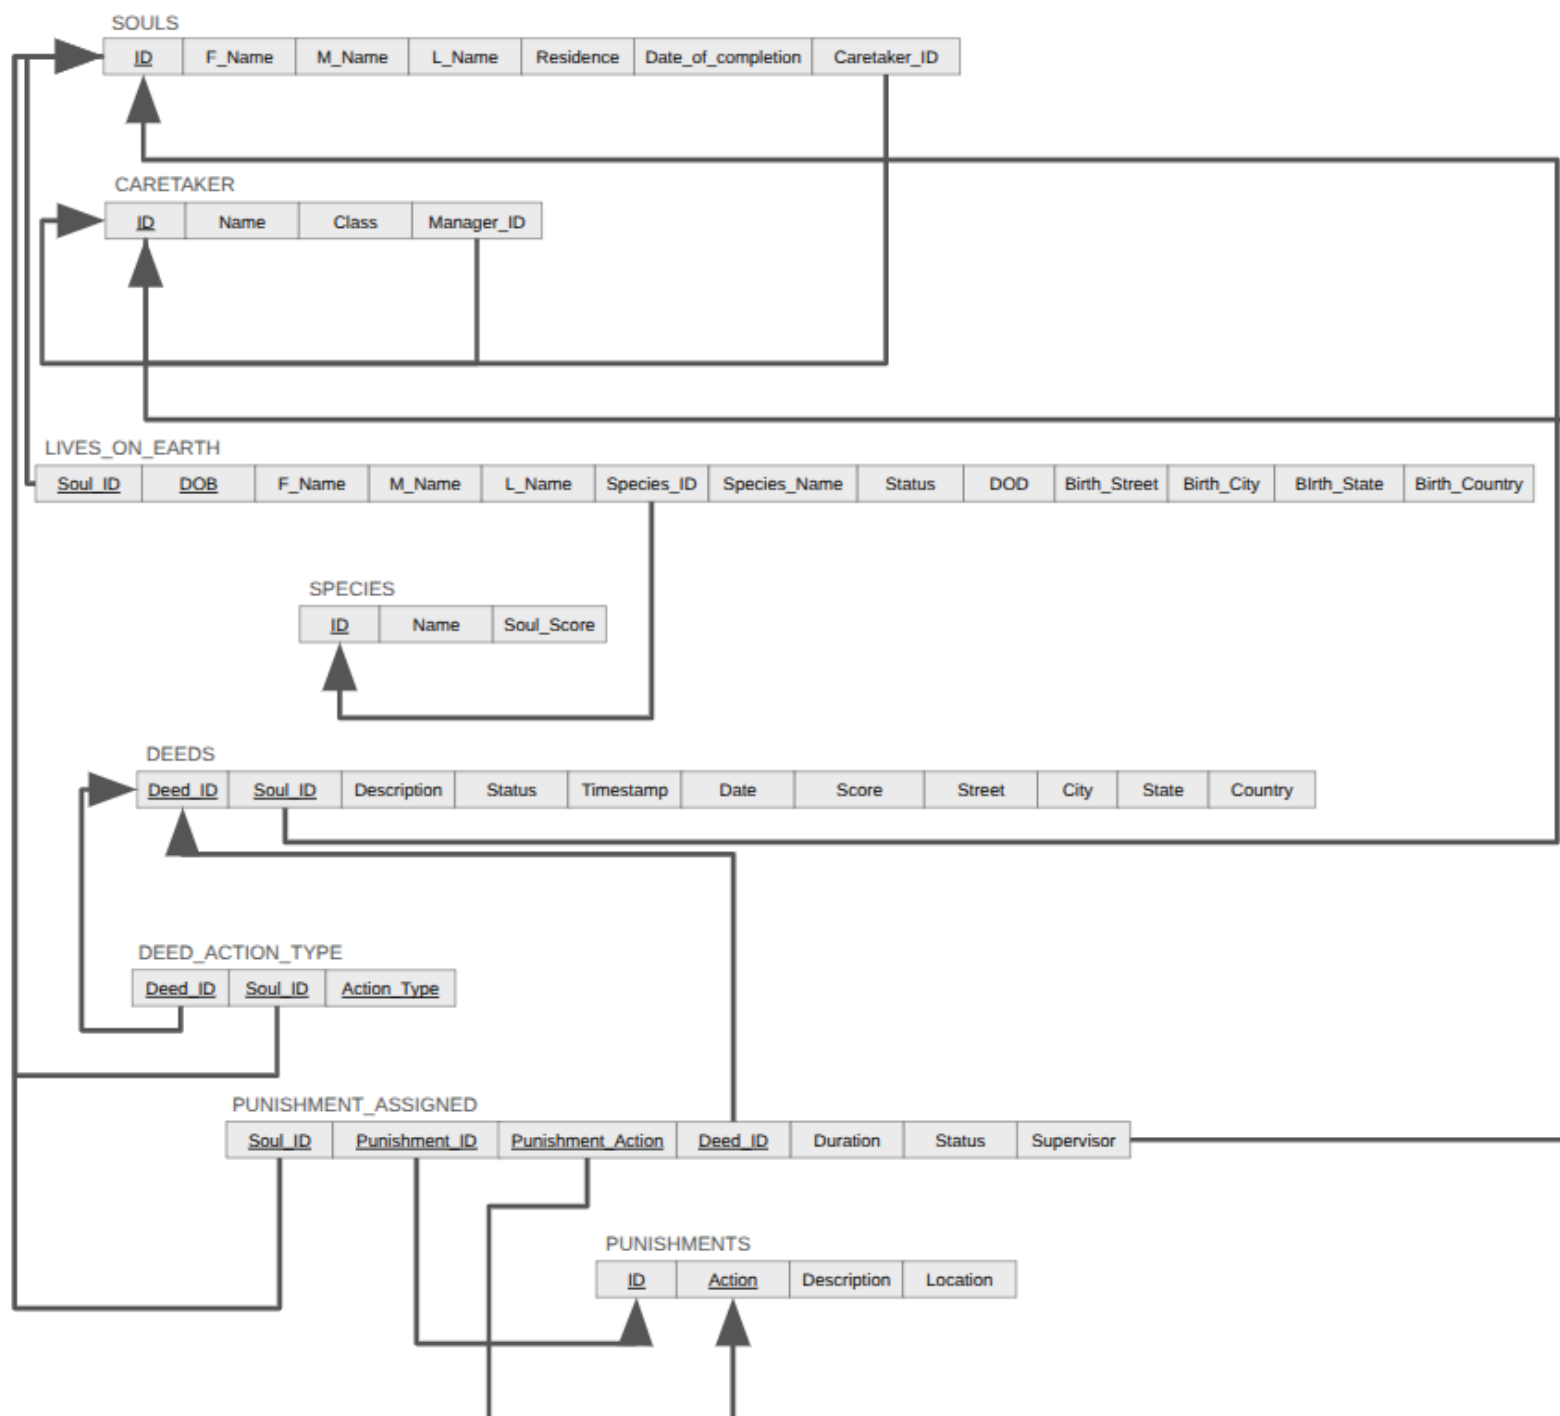 SOULS
ID F_Name M_Name L_Name Residence Date_of_completion Caretaker_ID
CARETAKER
ID Name Class Manager_ID
LIVES_ON_EARTH
Soul_ID DOB F_Name M_Name L_Name Species_ID Species_Name Status DOD Birth_Street Birth_City BIrth_State Birth_Country
SPECIES
ID Name Soul_Score
DEEDS
Deed_ID Soul_ID Description Status Timestamp Date Score Street City State Country
DEED_ACTION_TYPE
Deed_ID Soul_ID Action_Type
PUNISHMENT_ASSIGNED
Soul_ID Punishment_ID Punishment_Action Deed_ID Duration Status Supervisor
PUNISHMENTS
ID Action Description Location